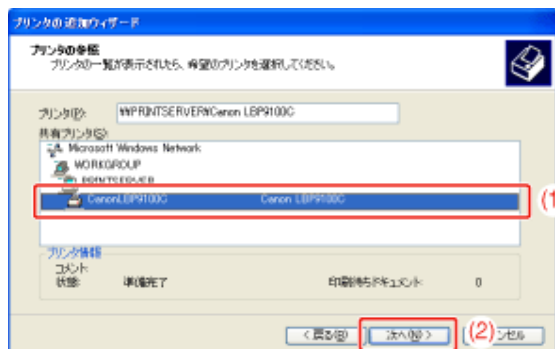 プリンタの追加ウィザード
プリンタの参照
プリンタの一覧が表示されたら、希望のプリンタを選択してください。
プリンタ(P): ¥¥PRINTSERVER¥Canon LBP9100C
共有プリンタ(S):
Microsoft Windows Network
WORKGROUP
PRINTSERVER
CanonLBP9100C Canon LBP9100C
(1
プリンタ情報
コメント:
状態: 準備完了 印刷待ちドキュメント: 0
< 戻る(B) 次へ(N) > (2) ンセル